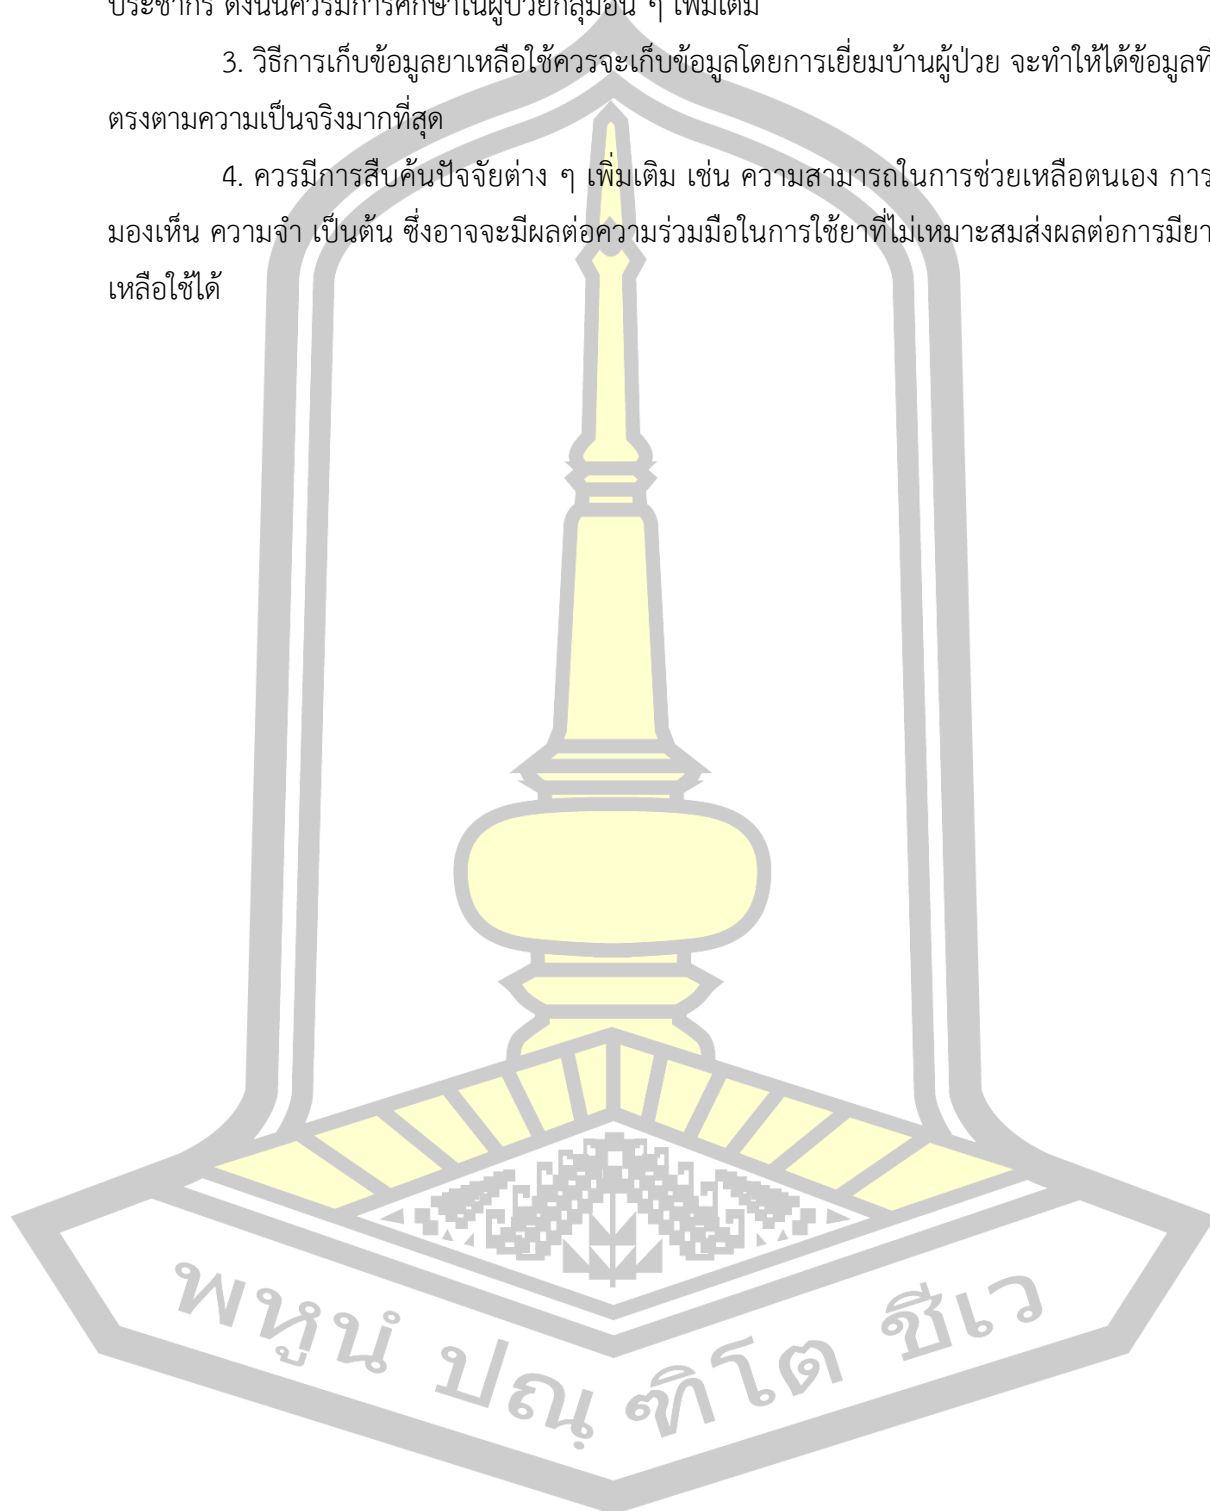 ประชากร ดังนั้นควรมีการศึกษาในผู้ป่วยกลุ่มอื่น ๆ เพิ่มเติม
3. วิธีการเก็บข้อมูลยาเหลือใช้ควรจะเก็บข้อมูลโดยการเยี่ยมบ้านผู้ป่วย จะทำให้ได้ข้อมูลที่
ตรงตามความเป็นจริงมากที่สุด
4. ควรมีการสืบค้นปัจจัยต่าง ๆ เพิ่มเติม เช่น ความสามารถในการช่วยเหลือตนเอง การ
มองเห็น ความจำ เป็นต้น ซึ่งอาจจะมีผลต่อความร่วมมือในการใช้ยาที่ไม่เหมาะสมส่งผลต่อการมียา
เหลือใช้ได้
พหูนํ ปณฺฑิโต ชีเว